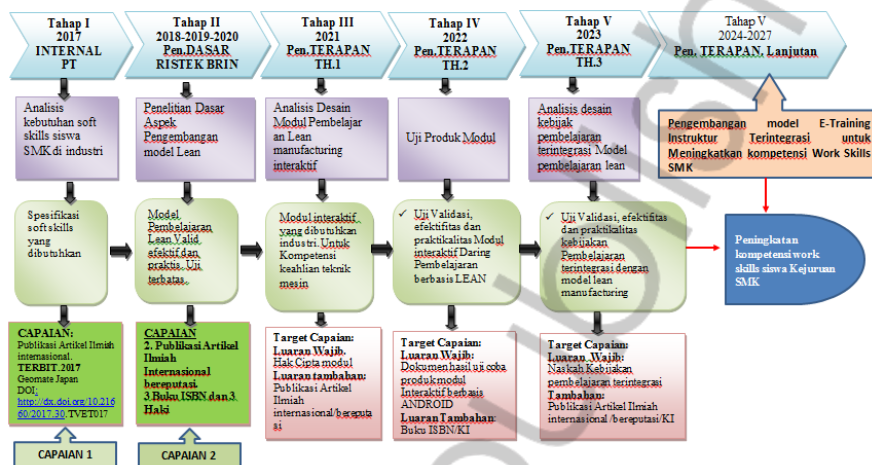 Tahap I
2017
INTERNAL
PT
Tahap II
2018-2019-2020
Pen.DASAR
RISTEK BRIN
Tahap III
2021
Pen.TERAPAN
TH.1
Tahap IV
2022
Pen.TERAPAN
TH.2
Tahap V
2023
Pen.TERAPAN
TH.3
Tahap V
2024-2027
Pen. TERAPAN, Lanjutan
Analisis
kebutuhan soft
skills siswa
SMK di industri
Penelitian Dasar
Aspek
Pengembangan
model Lean
Analisis Desain
Modul Pembelajar
an Lean
manufacturing
interaktif
Uji Produk Modul
Analisis desain
kebijak
pembelajaran
terintegrasi Model
pembelajaran lean
Pengembangan model E-Training
Instruktur Terintegrasi untuk
Meningkatkan kompetensi Work Skills
SMK
Spesifikasi
soft skills
yang
dibutuhkan
Model
Pembelajaran
Lean Valid,
efektif dan
praktis. Uji
terbatas.
Modul interaktif
yang dibutuhkan
industri. Untuk
Kompetensi
keahlian teknik
mesin
✓ Uji Validasi,
efektifitas dan
praktikalitas Modul
interaktif Daring
Pembelajaran
berbasis LEAN
✓ Uji Validasi, efektifitas
dan praktikalitas
kebijakan
Pembelajaran
terintegrasi dengan
model lean
manufacturing
Peningkatan
kompetensi work
skills siswa Kejuruan
SMK
CAPAIAN:
Publikasi Artikel Ilmiah
internasional.
TERBIT.2017
Geomate Japan
DOI:
http://dx.doi.org/10.216
60/2017.30.TVET017
CAPAIAN
2. Publikasi Artikel
Ilmiah
Internasional
bereputasi.
3.Buku ISBN dan 3
Haki
Target Capaian:
Luaran Wajib.
Hak Cipta modul
Luaran tambahan:
Publikasi Artikel
Ilmiah
internasional/bereputa
si
Target Capaian:
Luaran Wajib:
Dokumen hasil uji coba
produk modul
Interaktif berbasis
ANDROID
Luaran Tambahan:
Buku ISBN/KI
Target Capaian:
Luaran .Wajib:
Naskah Kebijakan
pembelajaran terintegrasi
Tambahan:
Publikasi Artikel Ilmiah
internasional /bereputasi/KI
CAPAIAN 1
CAPAIAN 2